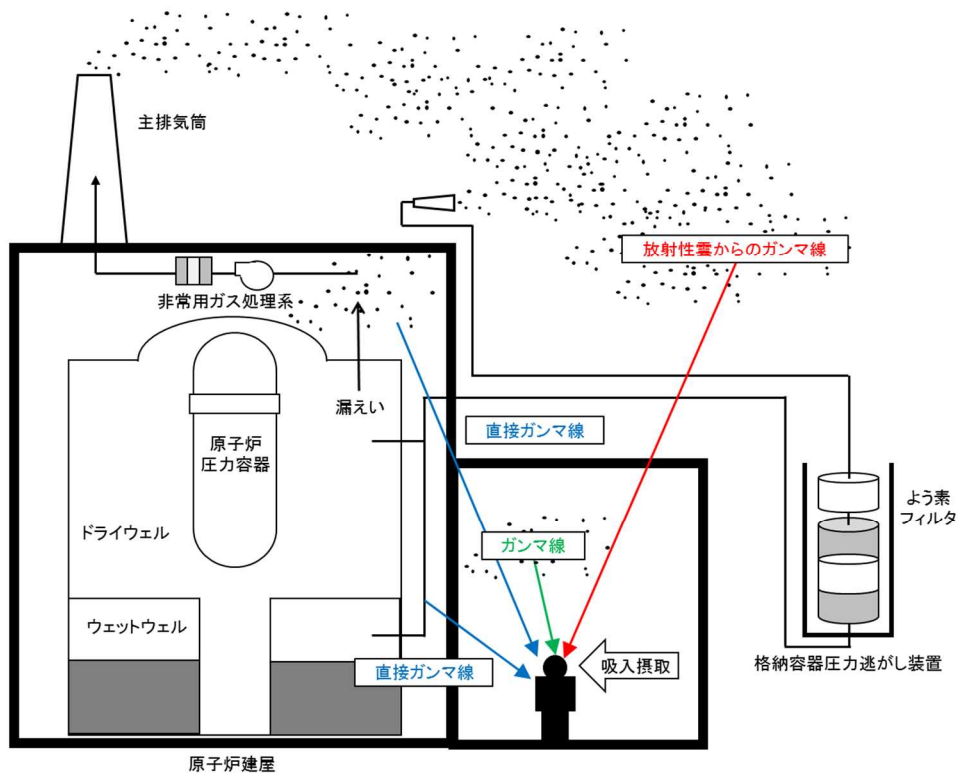 主排気筒
放射性雲からのガンマ線
非常用ガス処理系
漏えい
直接ガンマ線
原子炉
圧力容器
よう素
フィルタ
ドライウェル
ガンマ線
ウェットウェル
直接ガンマ線
吸入摂取
格納容器圧力逃がし装置
原子炉建屋